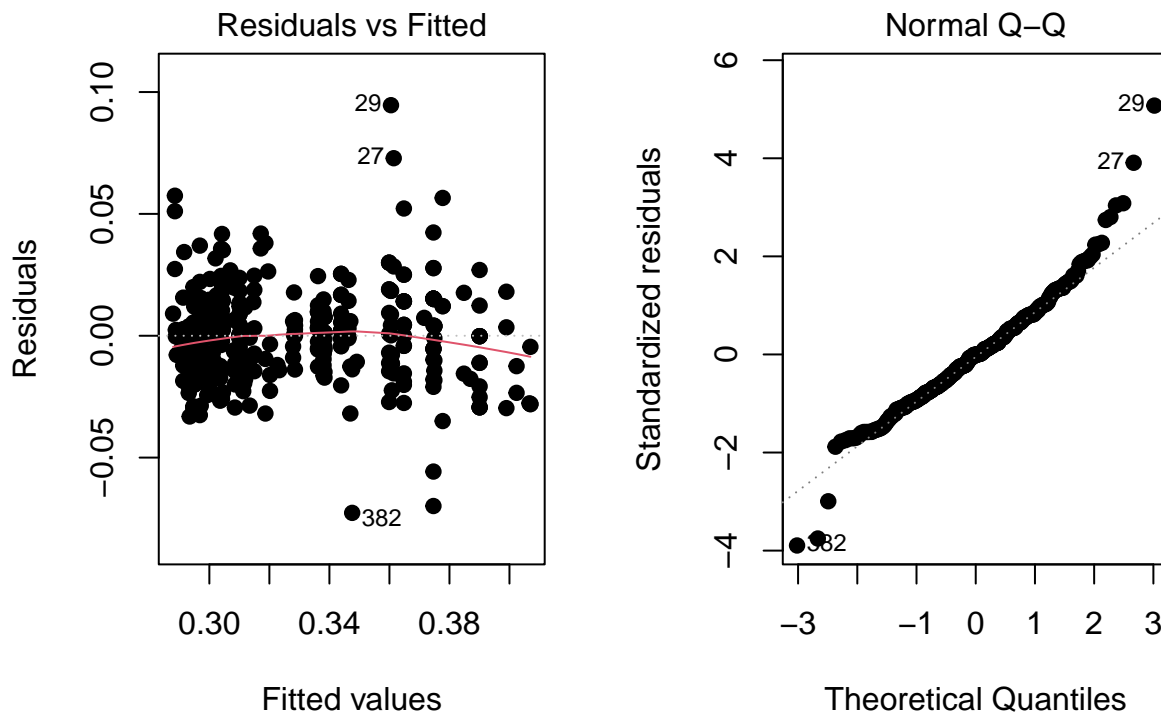 Residuals vs Fitted
0.10
0.05
0.00
−0.05
Residuals
29
27
382
0.30 0.34 0.38
Fitted values
Normal Q−Q
6
4
2
0
−2
−4
Standardized residuals
29
27
382
−3 −1 0 1 2 3
Theoretical Quantiles